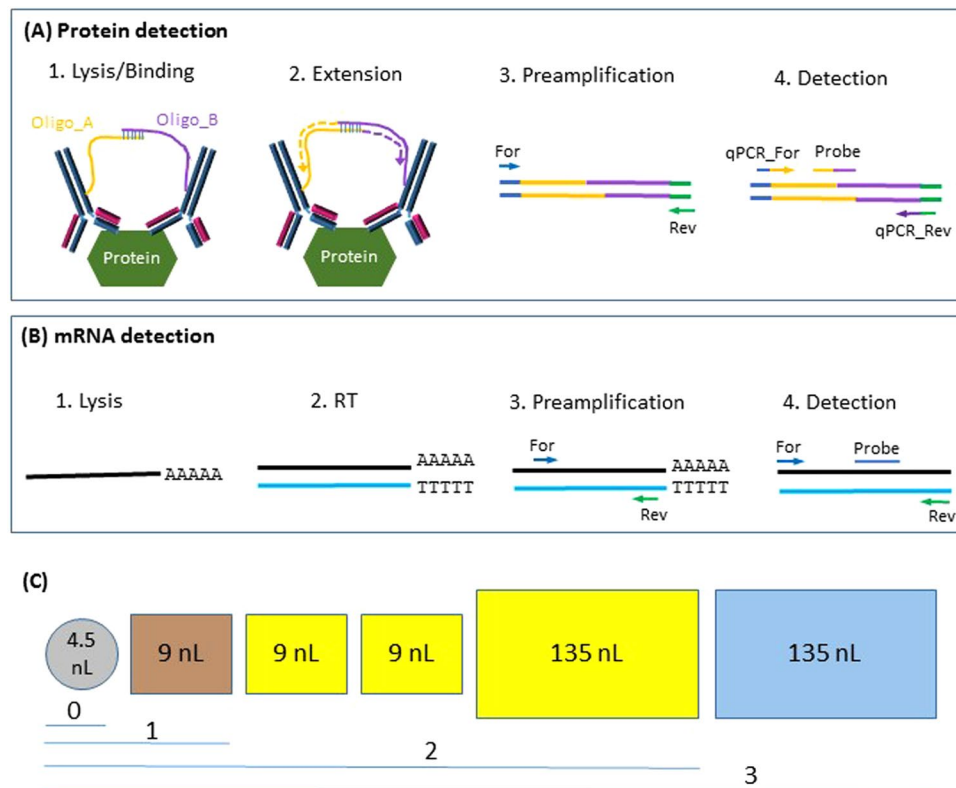 (A) Protein detection
1. Lysis/Binding
2. Extension
3. Preamplification
4. Detection
Oligo_A
Oligo_B
Protein
Protein
For
Rev
qPCR_For
Probe
qPCR_Rev
(B) mRNA detection
1. Lysis
2. RT
3. Preamplification
4. Detection
AAAAA
AAAAA
TTTTT
For
AAAAA
TTTTT
Rev
For
Probe
Rev
(C)
4.5
nL
9 nL
9 nL
9 nL
135 nL
135 nL
0
1
2
3